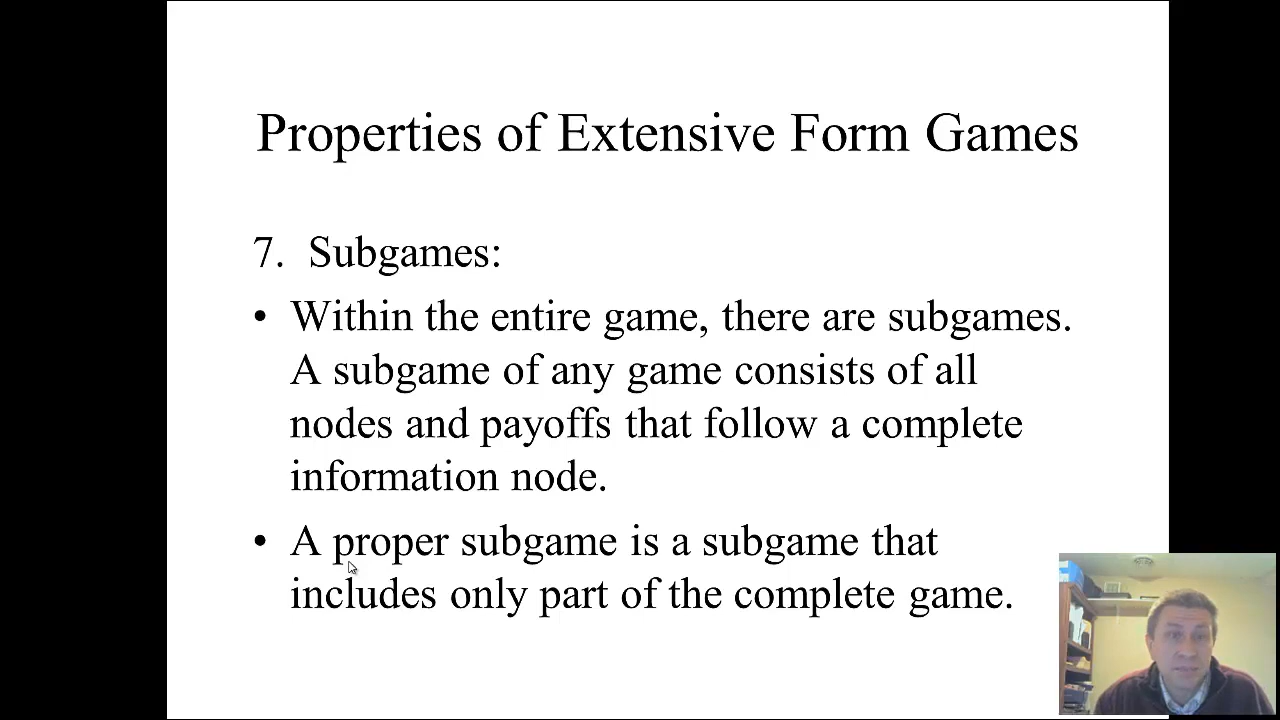 Properties of Extensive Form Games
7. Subgames:
• Within the entire game, there are subgames.
A subgame of any game consists of all
nodes and payoffs that follow a complete
information node.
• A proper subgame is a subgame that
includes only part of the complete game.